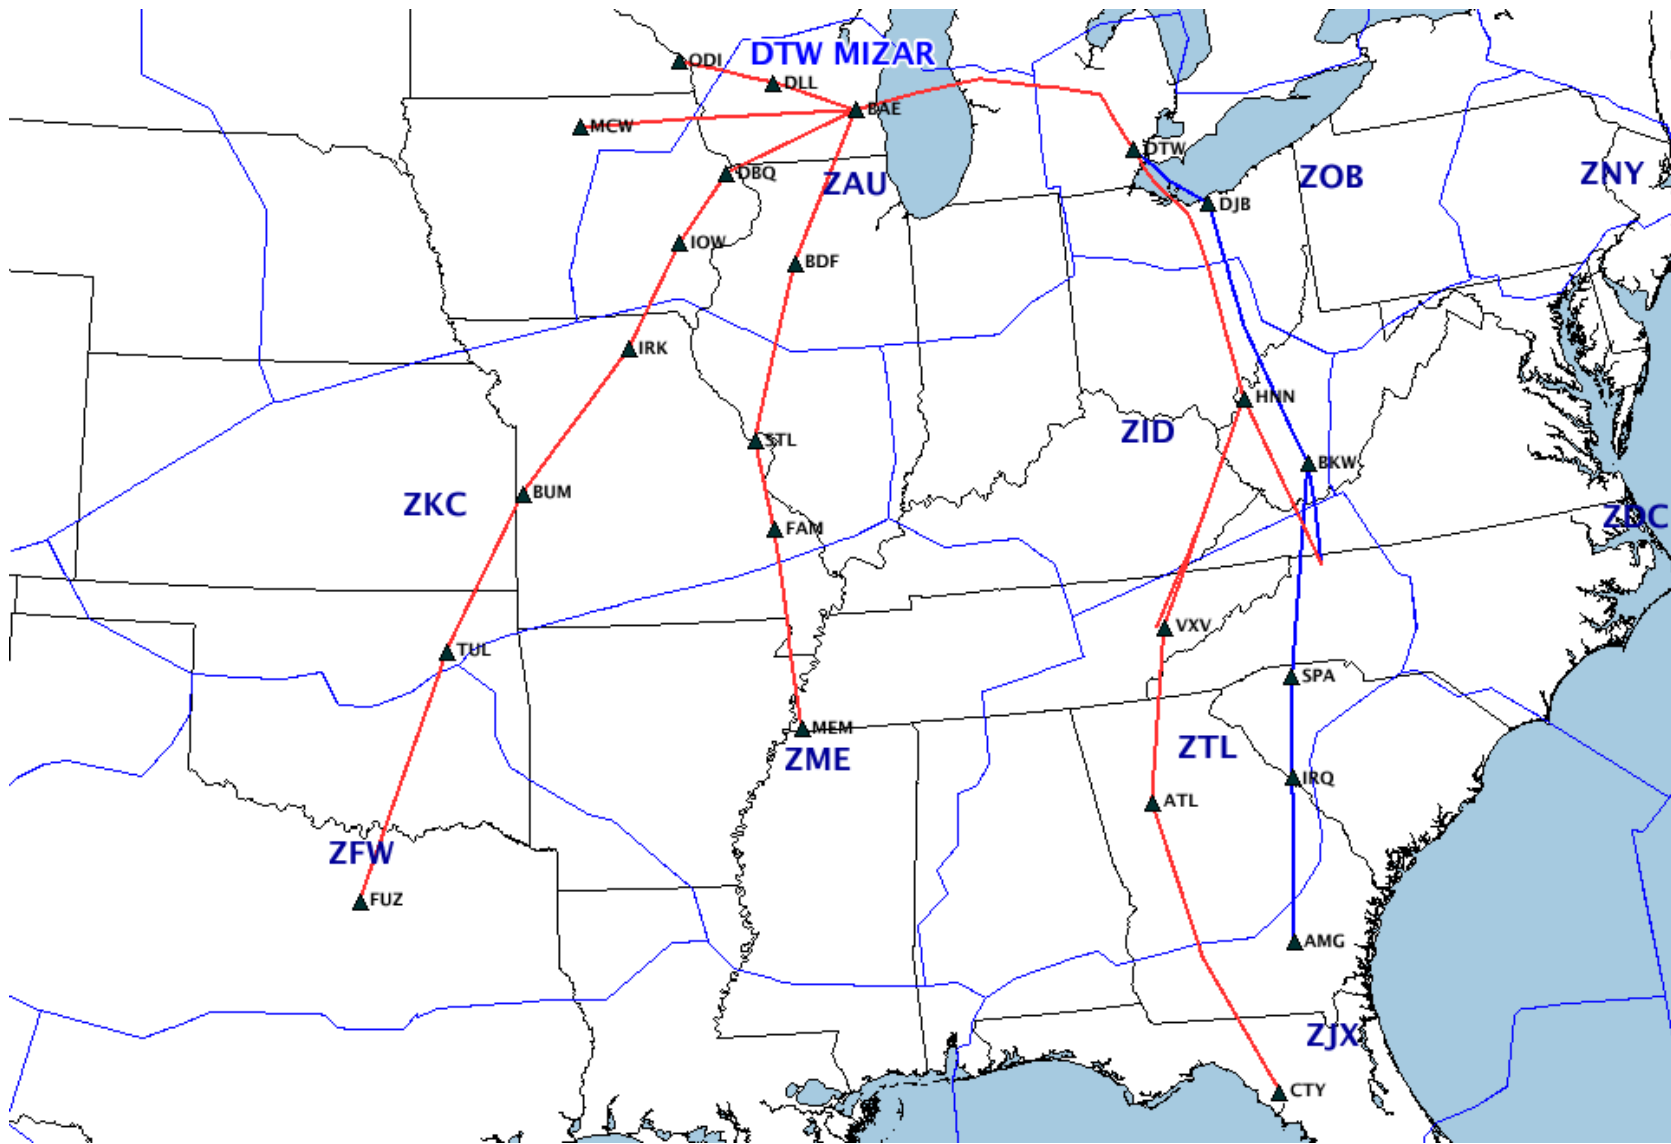 DTW MIZAR
ODI
DLL
BAE
MCW
DTW
DBQ
ZAU
ZOB
ZNY
DJB
IOW
BDF
IRK
HNN
ZID
STL
BKW
ZKC
BUM
FAM
ZDC
VXV
TUL
SPA
MEM
ZME
ZTL
IRQ
ATL
ZFW
FUZ
AMG
ZJX
CTY